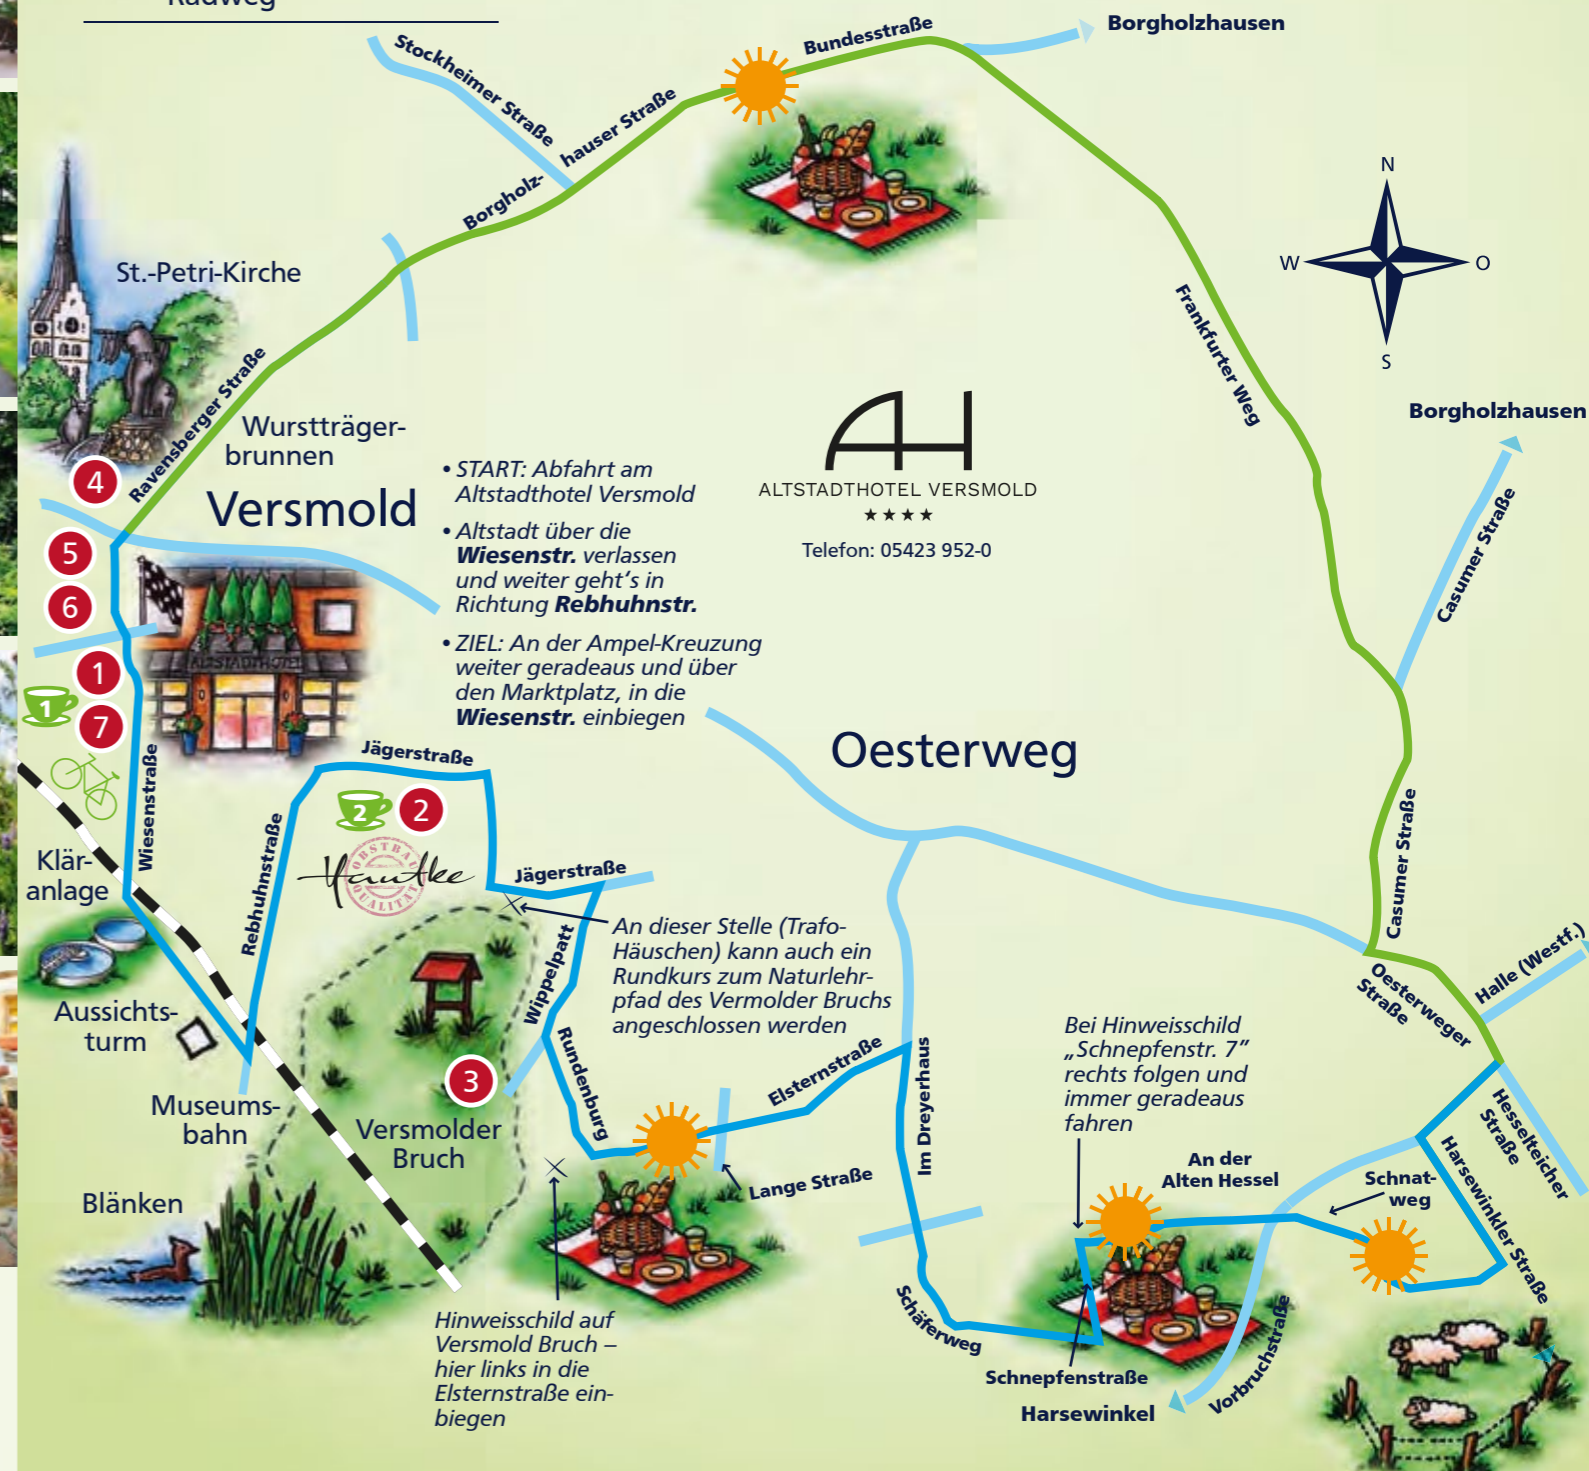 Radweg
Stockheimer Straße
Bundesstraße
Borgholzhausen
Borgholz-
hauser Straße
N
W
O
S
St.-Petri-Kirche
Ravensberger Straße
Wurstträger-
brunnen
Frankfurter Weg
4
Versmold
5
6
• START: Abfahrt am
Altstadthotel Versmold
• Altstadt über die
Wiesenstr. verlassen
und weiter geht's in
Richtung Rebhuhnstr.
• ZIEL: An der Ampel-Kreuzung
weiter geradeaus und über
den Marktplatz, in die
Wiesenstr. einbiegen
AH
ALTSTADTHOTEL VERSMOLD
★★★★
Telefon: 05423 952-0
Borgholzhausen
Casumer Straße
ALTSTADTHOTEL
1
1
7
Wiesenstraße
Jägerstraße
2
2
Oesterweg
Casumer Straße
Klär-
anlage
Rebhuhnstraße
OBSTBAU
Hautke
QUALITÄT
Jägerstraße
Wippelpatt
An dieser Stelle (Trafo-
Häuschen) kann auch ein
Rundkurs zum Naturlehr-
pfad des Vermolder Bruchs
angeschlossen werden
Halle (Westf.)
Oesterweger
Straße
Aussichts-
turm
Rundenburg
3
Elsternstraße
Im Dreyerhaus
Bei Hinweisschild
„Schnepfenstr. 7”
rechts folgen und
immer geradeaus
fahren
Museums-
bahn
Versmolder
Bruch
Hesselteicher
Straße
Harsewinkler Straße
An der
Alten Hessel
Schnat-
weg
Lange Straße
Blänken
Hinweisschild auf
Versmold Bruch –
hier links in die
Elsternstraße ein-
biegen
Schäferweg
Schnepfenstraße
Vorbruchstraße
Harsewinkel